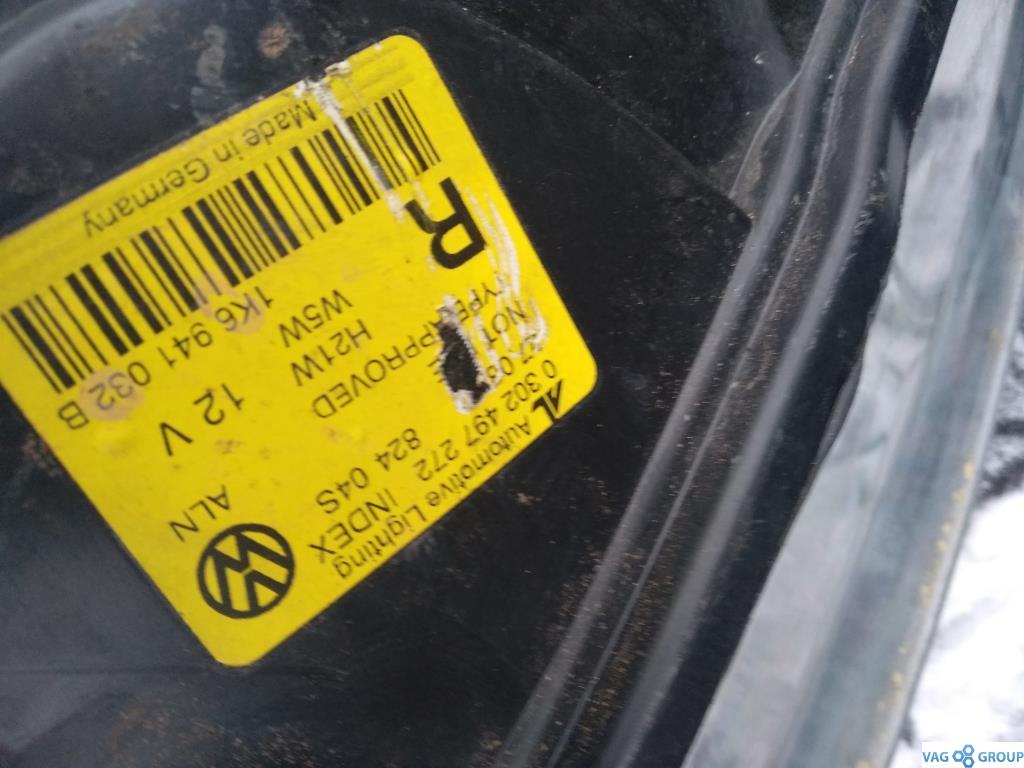 AL Automotive Lighting
0 302 497 272 INDEX
824 04S
ALN
NOT
APPROVED
H21W
W5W
12 V
R
1K6 941 032 B
Made in Germany
VAG GROUP